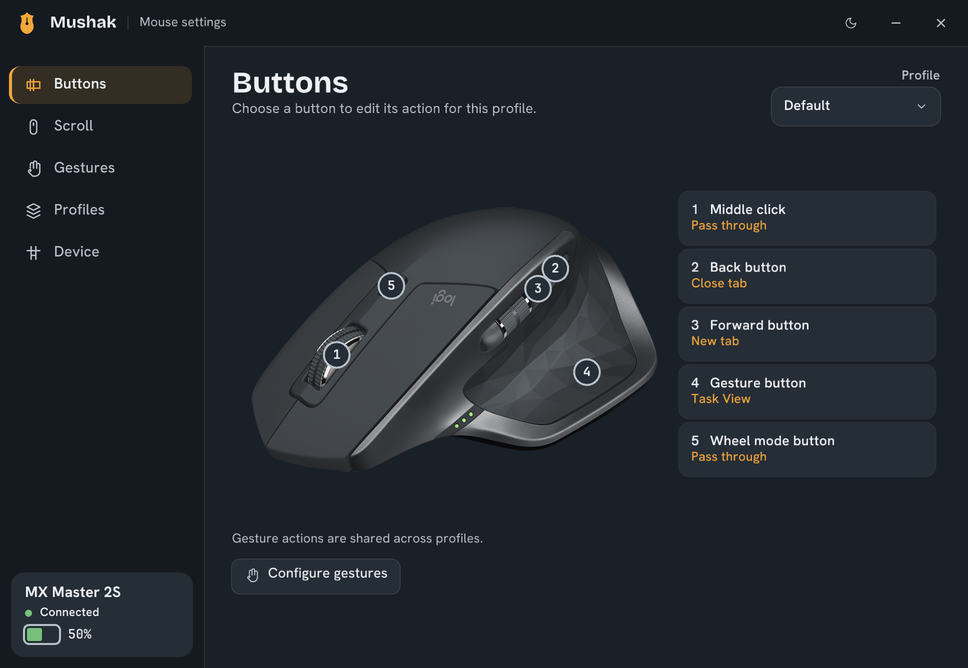 Mushak
Mouse settings
Buttons
Scroll
Gestures
Profiles
Device
MX Master 2S
Connected
50%
Buttons
Choose a button to edit its action for this profile.
Profile
Default
logi
1
2
3
4
5
1 Middle click
Pass through
2 Back button
Close tab
3 Forward button
New tab
4 Gesture button
Task View
5 Wheel mode button
Pass through
Gesture actions are shared across profiles.
Configure gestures